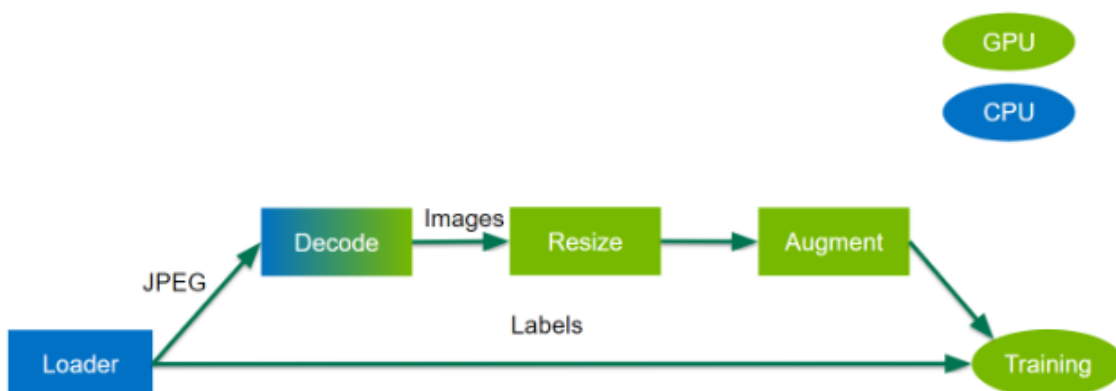 GPU
CPU
Images
Decode
Resize
Augment
JPEG
Labels
Loader
Training